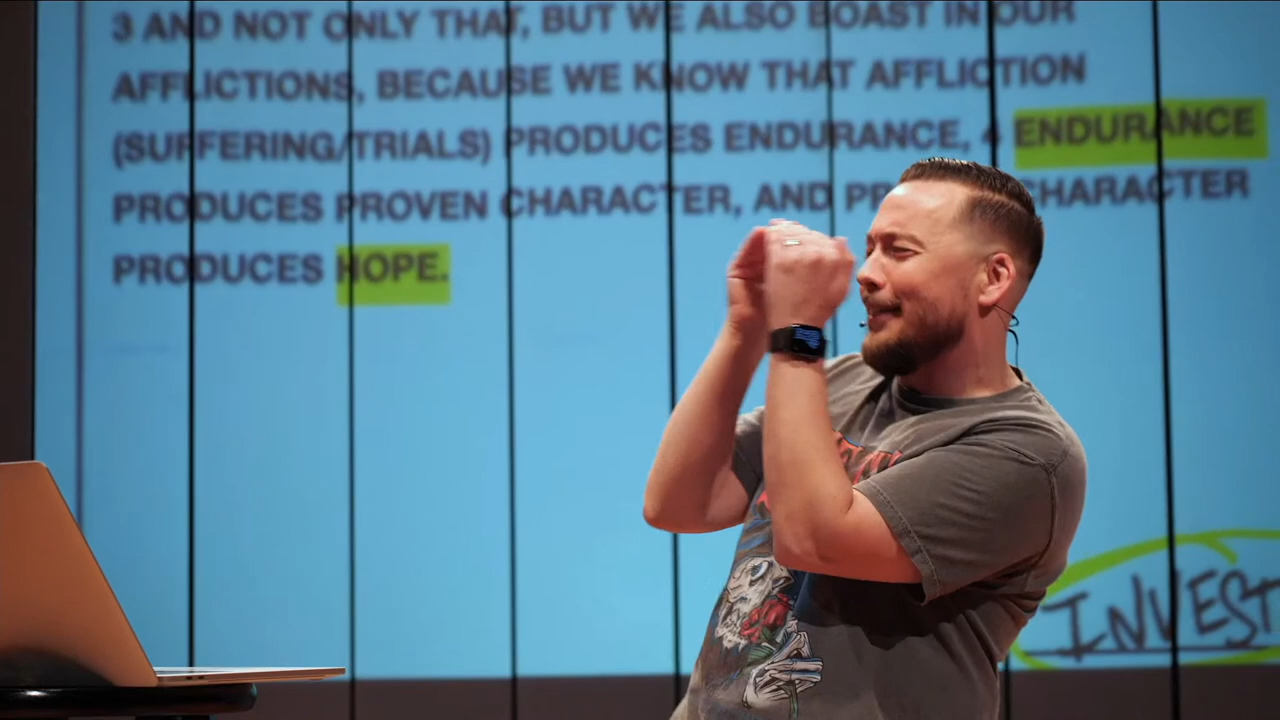 3 AND NOT ONLY THAT, BUT WE ALSO BOAST IN OUR
AFFLICTIONS, BECAUSE WE KNOW THAT AFFLICTION
(SUFFERING/TRIALS) PRODUCES ENDURANCE, 4 ENDURANCE
PRODUCES PROVEN CHARACTER, AND CHARACTER
PRODUCES HOPE.
INVEST